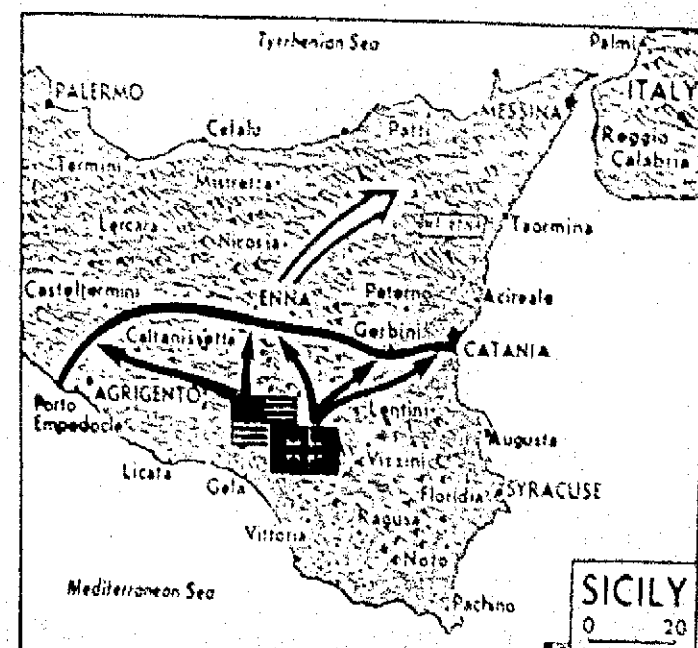 Tyrrhenian Sea
Palmi
PALERMO
ITALY
MESSINA
Cefalu
Patti
Reggio
Calabria
Termini
Mistretta
Lercara
Nicosia
Taormina
Casteltermini
ENNA
Paterno
Acireale
Caltanissetta
Gerbini
CATANIA
AGRIGENTO
Porto
Empedocle
Lentini
Augusta
Vizzini
Licata
Gela
Floridia
SYRACUSE
Ragusa
Vittoria
Noto
Mediterranean Sea
Pachino
SICILY
0 20